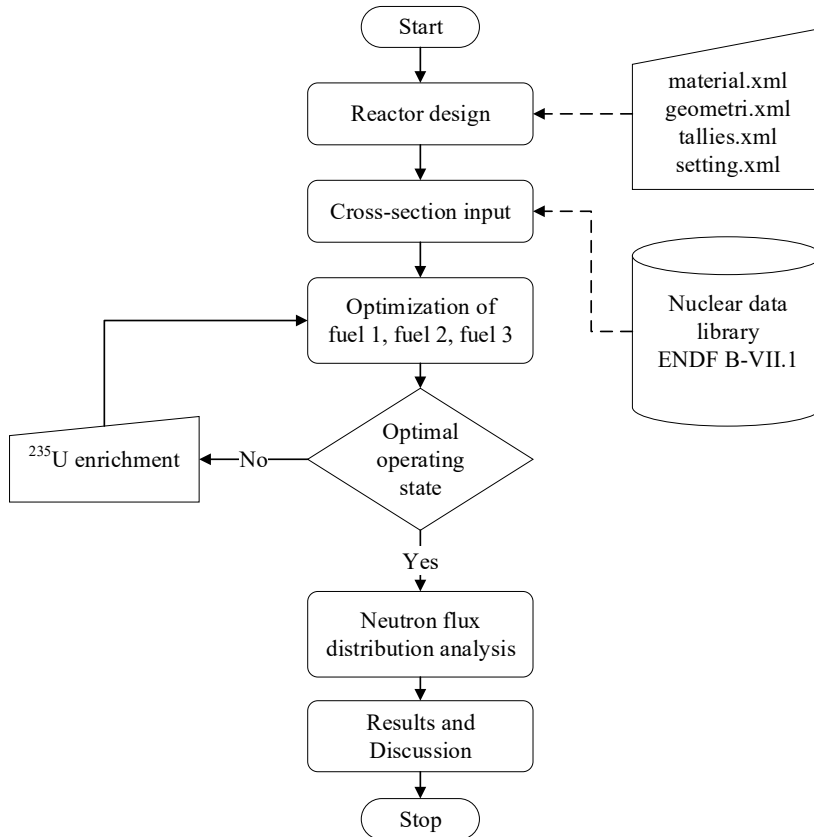 Start
Reactor design
material.xml
geometri.xml
tallies.xml
setting.xml
Cross-section input
Nuclear data
library
ENDF B-VII.1
Optimization of
fuel 1, fuel 2, fuel 3
Optimal
operating
state
No
²³⁵U enrichment
Yes
Neutron flux
distribution analysis
Results and
Discussion
Stop